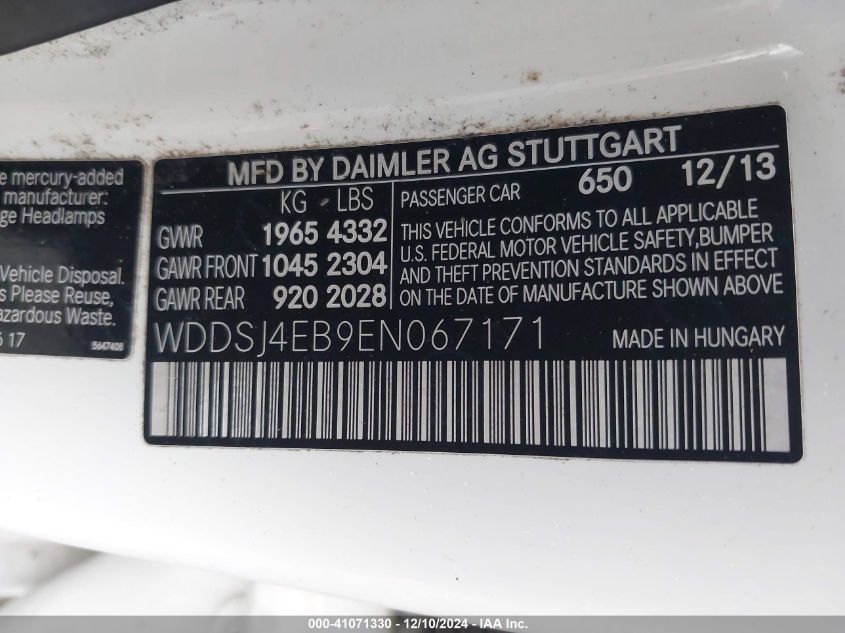 e mercury-added
manufacturer:
ge Headlamps
Vehicle Disposal.
s Please Reuse,
azardous Waste.
617
5647408
MFD BY DAIMLER AG STUTTGART
KG LBS
GVWR 1965 4332
GAWR FRONT 1045 2304
GAWR REAR 920 2028
PASSENGER CAR 650 12/13
THIS VEHICLE CONFORMS TO ALL APPLICABLE
U.S. FEDERAL MOTOR VEHICLE SAFETY,BUMPER
AND THEFT PREVENTION STANDARDS IN EFFECT
ON THE DATE OF MANUFACTURE SHOWN ABOVE
WDDSJ4EB9EN067171 MADE IN HUNGARY
000-41071330 - 12/10/2024 - IAA Inc.